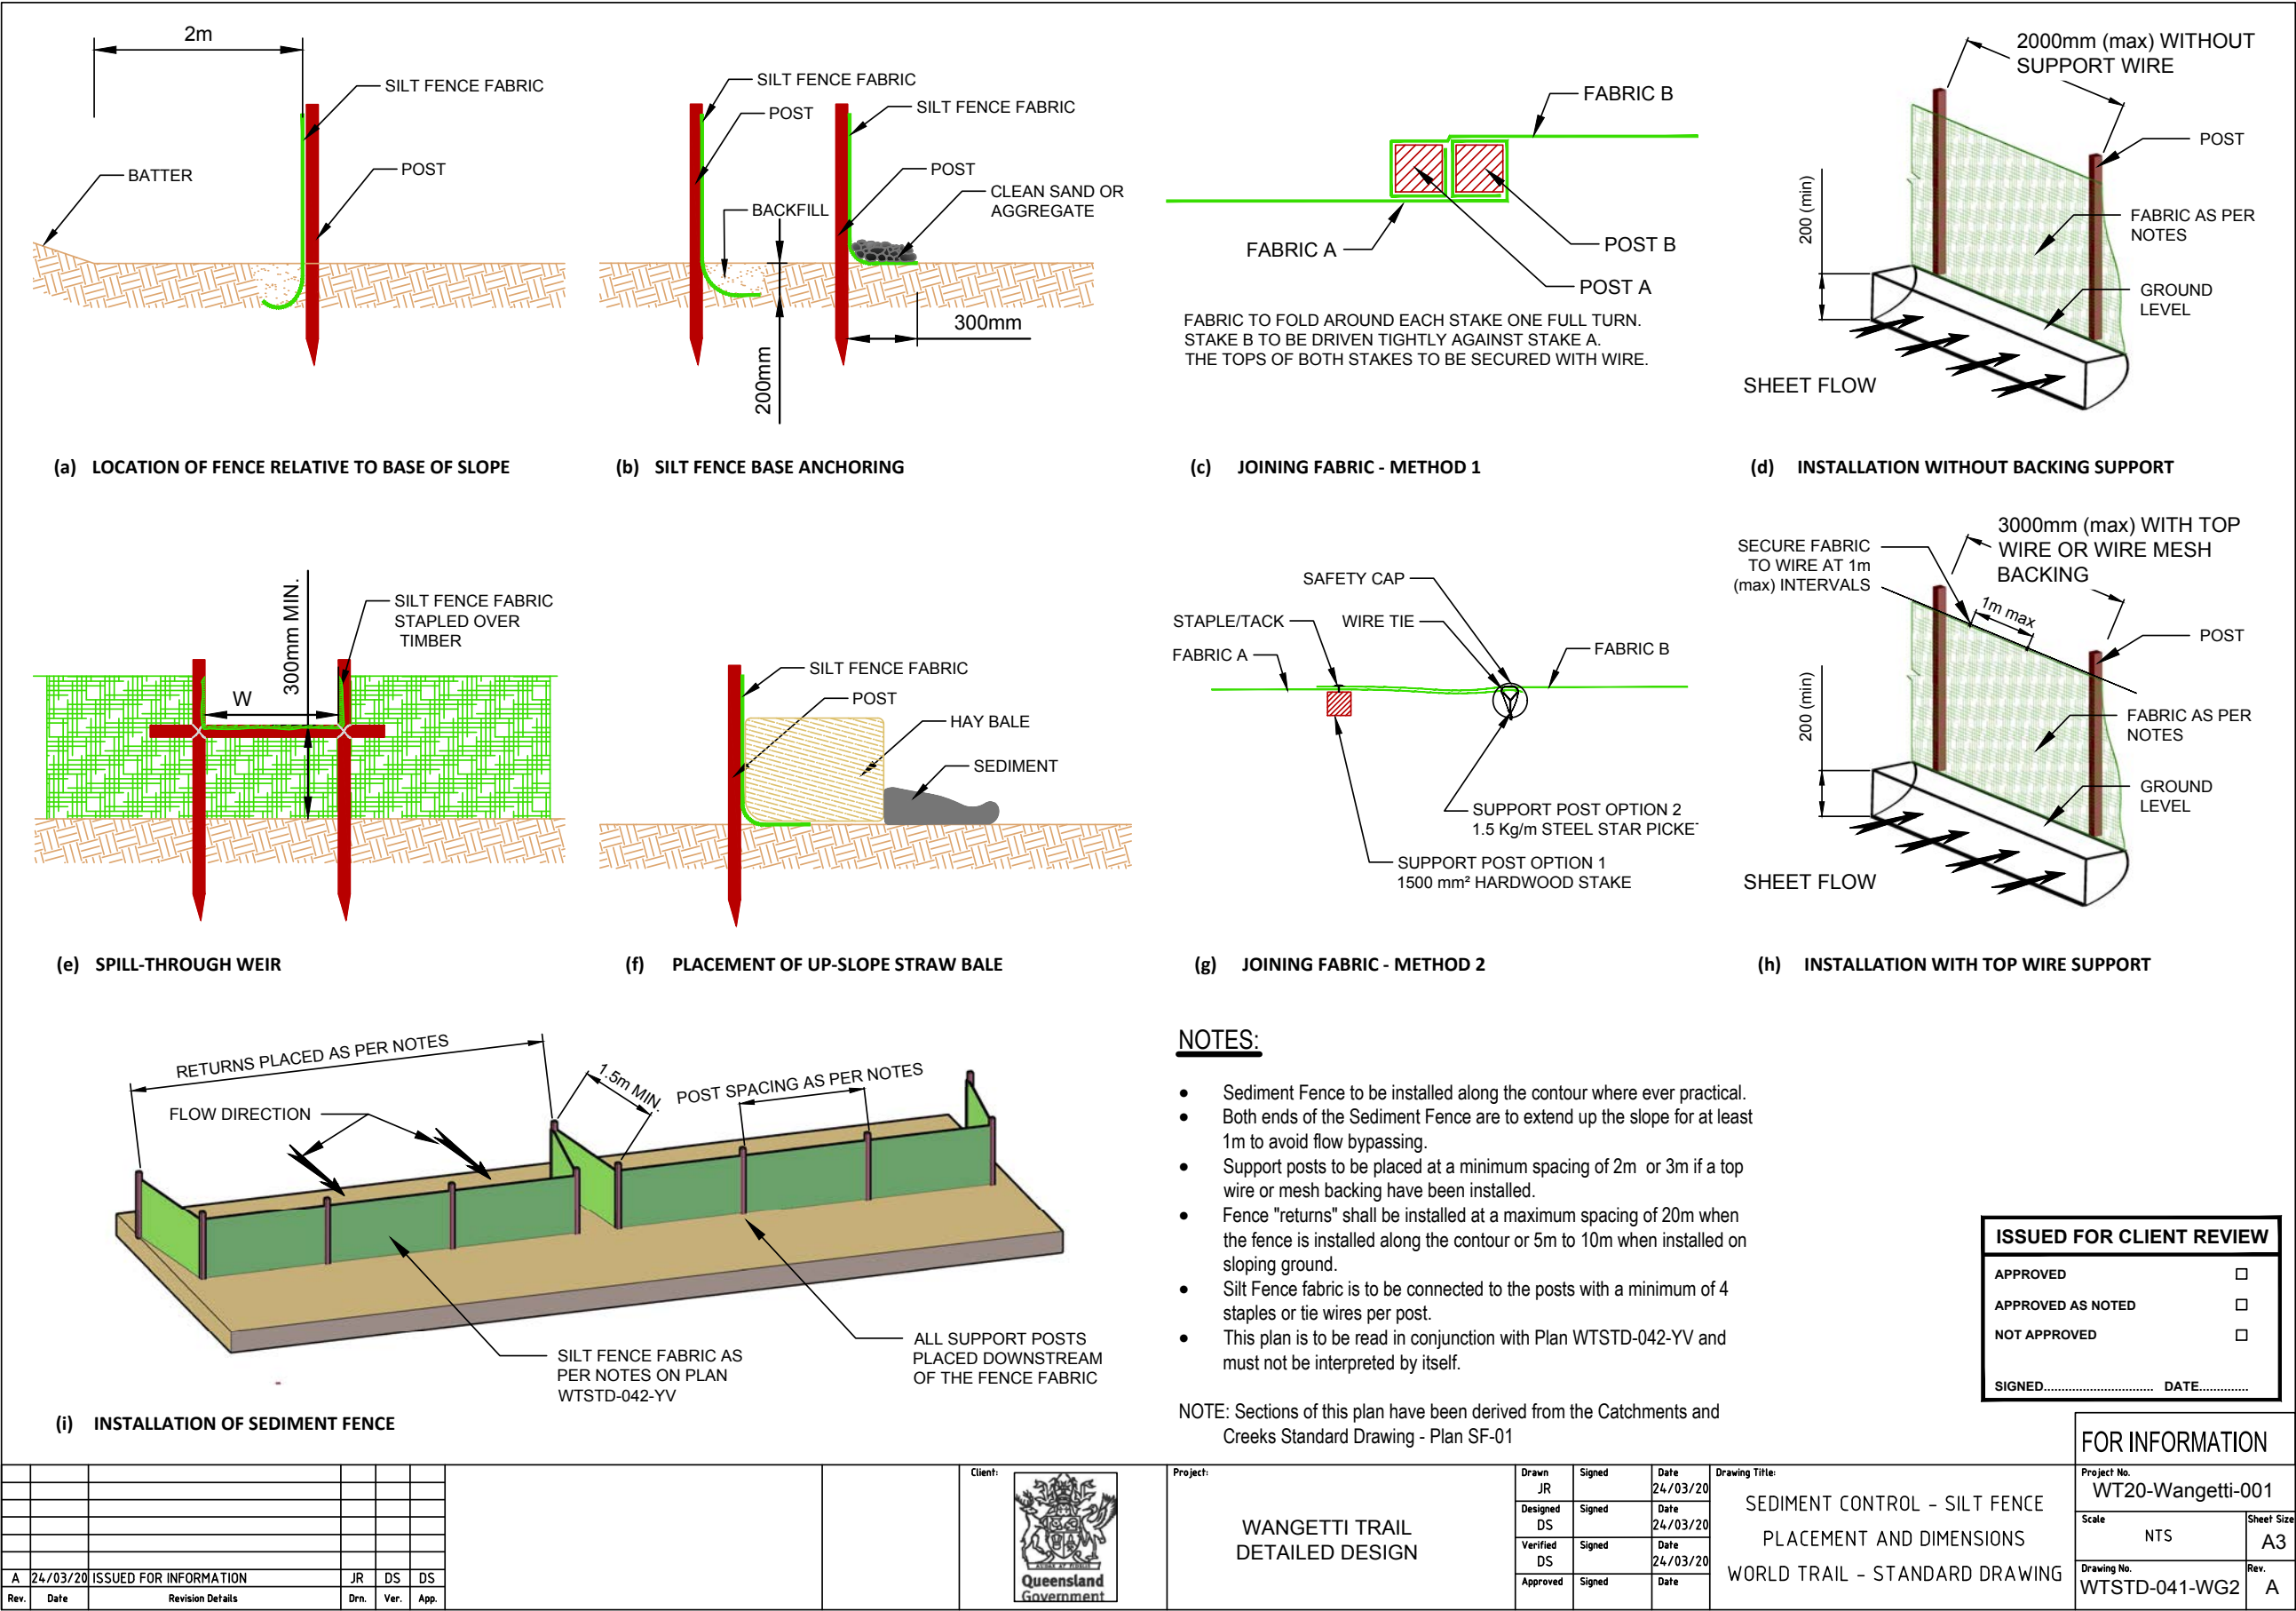 2m
SILT FENCE FABRIC
POST
BATTER
(a) LOCATION OF FENCE RELATIVE TO BASE OF SLOPE
SILT FENCE FABRIC
POST
SILT FENCE FABRIC
POST
CLEAN SAND OR
AGGREGATE
BACKFILL
300mm
200mm
(b) SILT FENCE BASE ANCHORING
FABRIC B
FABRIC A
POST B
POST A
FABRIC TO FOLD AROUND EACH STAKE ONE FULL TURN.
STAKE B TO BE DRIVEN TIGHTLY AGAINST STAKE A.
THE TOPS OF BOTH STAKES TO BE SECURED WITH WIRE.
(c) JOINING FABRIC - METHOD 1
2000mm (max) WITHOUT
SUPPORT WIRE
POST
200 (min)
FABRIC AS PER
NOTES
GROUND
LEVEL
SHEET FLOW
(d) INSTALLATION WITHOUT BACKING SUPPORT
300mm MIN.
SILT FENCE FABRIC
STAPLED OVER
TIMBER
W
(e) SPILL-THROUGH WEIR
SILT FENCE FABRIC
POST
HAY BALE
SEDIMENT
(f) PLACEMENT OF UP-SLOPE STRAW BALE
SAFETY CAP
STAPLE/TACK
WIRE TIE
FABRIC A
FABRIC B
SUPPORT POST OPTION 2
1.5 Kg/m STEEL STAR PICKE
SUPPORT POST OPTION 1
1500 mm² HARDWOOD STAKE
(g) JOINING FABRIC - METHOD 2
3000mm (max) WITH TOP
WIRE OR WIRE MESH
BACKING
SECURE FABRIC
TO WIRE AT 1m
(max) INTERVALS
1m max
POST
200 (min)
FABRIC AS PER
NOTES
GROUND
LEVEL
SHEET FLOW
(h) INSTALLATION WITH TOP WIRE SUPPORT
RETURNS PLACED AS PER NOTES
1.5m MIN.
POST SPACING AS PER NOTES
FLOW DIRECTION
SILT FENCE FABRIC AS
PER NOTES ON PLAN
WTSTD-042-YV
ALL SUPPORT POSTS
PLACED DOWNSTREAM
OF THE FENCE FABRIC
(i) INSTALLATION OF SEDIMENT FENCE
NOTES:
• Sediment Fence to be installed along the contour where ever practical.
• Both ends of the Sediment Fence are to extend up the slope for at least
1m to avoid flow bypassing.
• Support posts to be placed at a minimum spacing of 2m or 3m if a top
wire or mesh backing have been installed.
• Fence "returns" shall be installed at a maximum spacing of 20m when
the fence is installed along the contour or 5m to 10m when installed on
sloping ground.
• Silt Fence fabric is to be connected to the posts with a minimum of 4
staples or tie wires per post.
• This plan is to be read in conjunction with Plan WTSTD-042-YV and
must not be interpreted by itself.
NOTE: Sections of this plan have been derived from the Catchments and
Creeks Standard Drawing - Plan SF-01
ISSUED FOR CLIENT REVIEW
APPROVED
APPROVED AS NOTED
NOT APPROVED
SIGNED............................... DATE..............
FOR INFORMATION
A 24/03/20 ISSUED FOR INFORMATION JR DS DS
Rev. Date Revision Details Drn. Ver. App.
Client:
Queensland
Government
Project:
WANGETTI TRAIL
DETAILED DESIGN
Drawn JR Signed Date 24/03/20
Designed DS Signed Date 24/03/20
Verified DS Signed Date 24/03/20
Approved Signed Date
Drawing Title:
SEDIMENT CONTROL - SILT FENCE
PLACEMENT AND DIMENSIONS
WORLD TRAIL - STANDARD DRAWING
Project No.
WT20-Wangetti-001
Scale
NTS
Sheet Size
A3
Drawing No.
WTSTD-041-WG2
Rev.
A